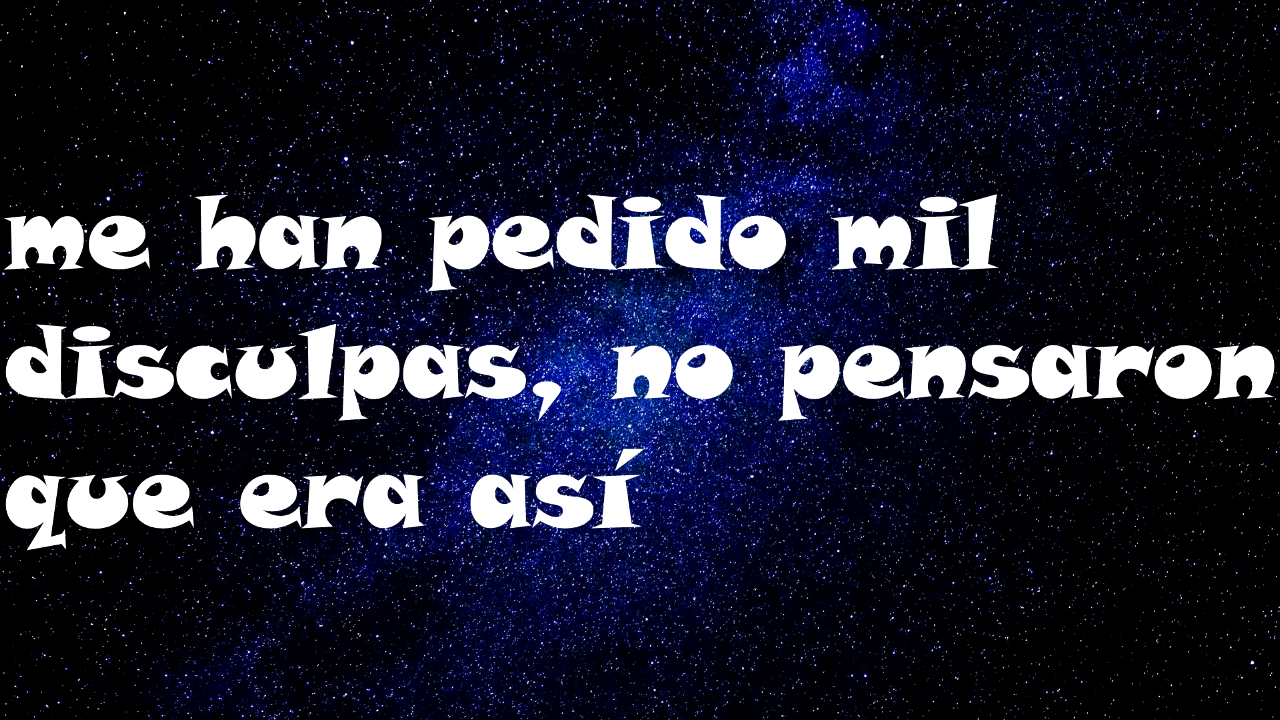 me han pedido mil
disculpas, no pensaron
que era así